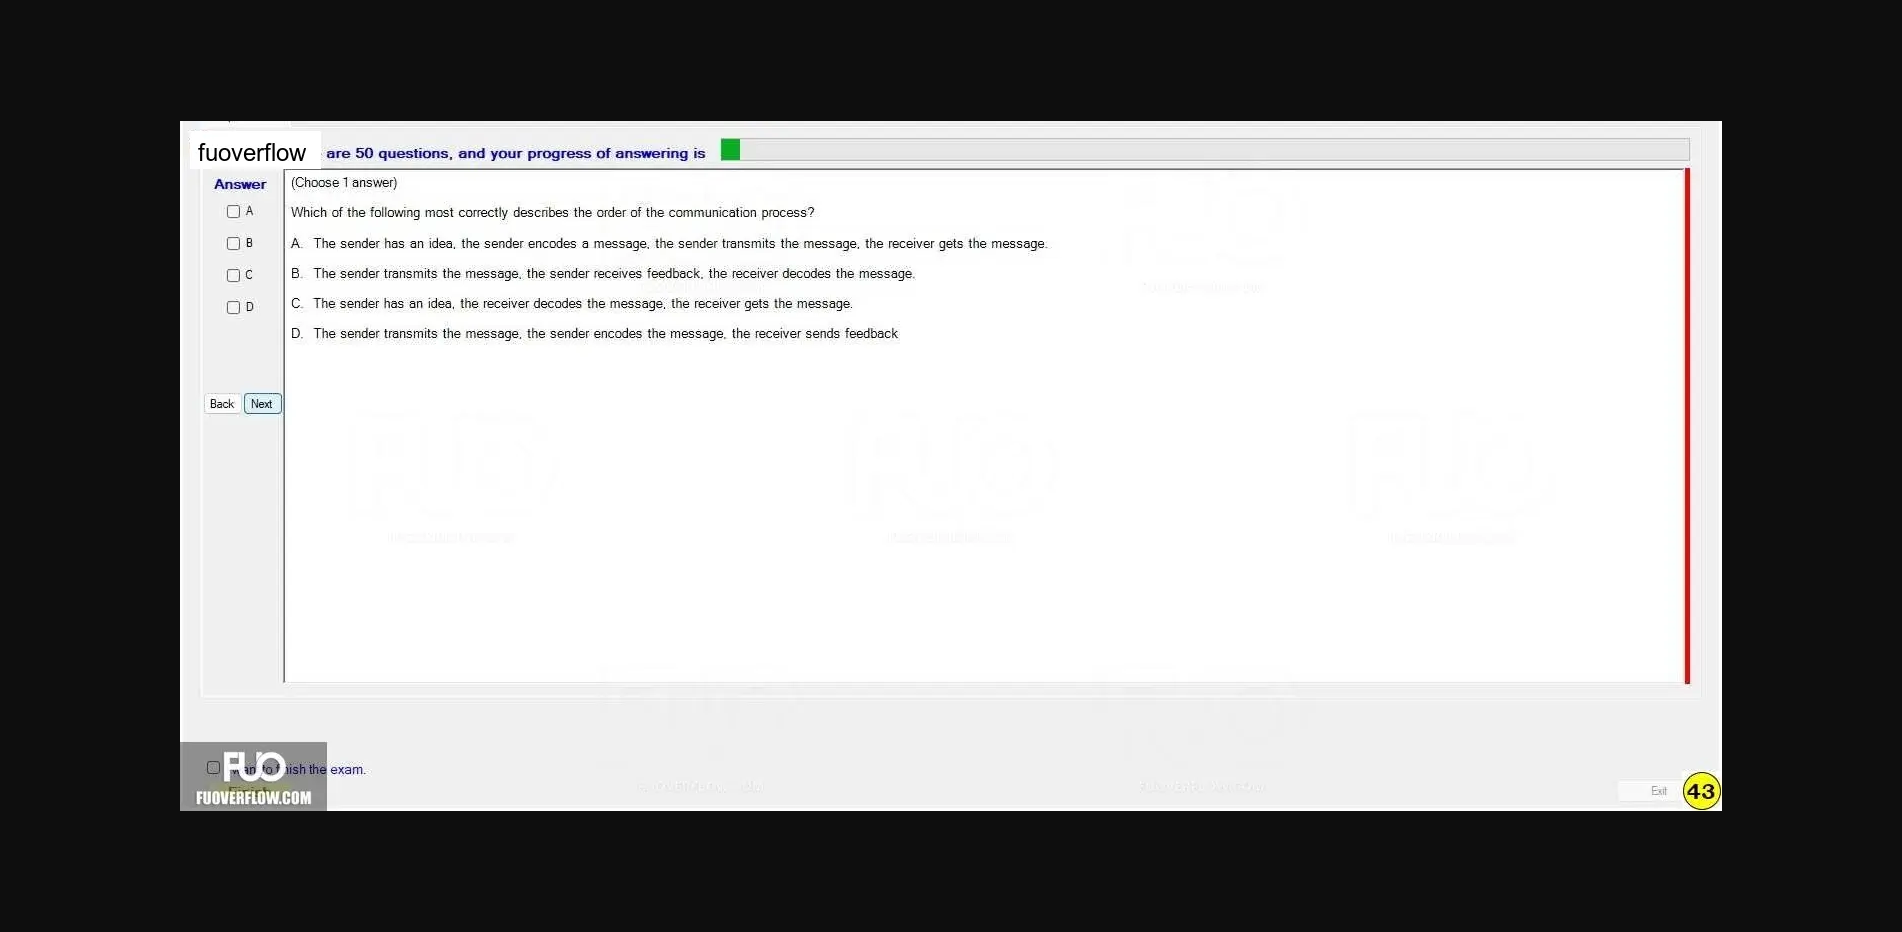 fuoverflow are 50 questions, and your progress of answering is
Answer
(Choose 1 answer)
A
Which of the following most correctly describes the order of the communication process?
B
A. The sender has an idea, the sender encodes a message, the sender transmits the message, the receiver gets the message.
C
B. The sender transmits the message, the sender receives feedback, the receiver decodes the message.
D
C. The sender has an idea, the receiver decodes the message, the receiver gets the message.
D. The sender transmits the message, the sender encodes the message, the receiver sends feedback
Back Next
FUO
to finish the exam.
FUOVERFLOW.COM
Exit
43